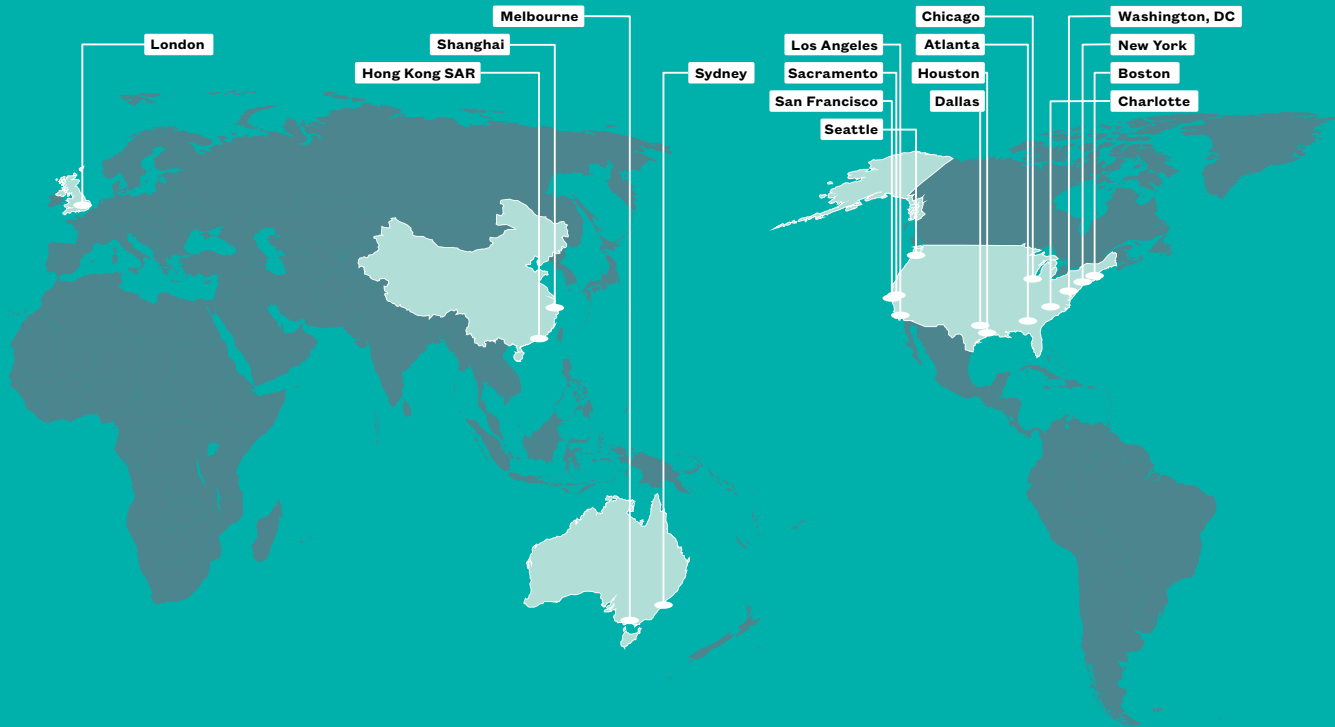 Melbourne
London
Shanghai
Hong Kong SAR
Sydney
Chicago
Los Angeles
Atlanta
Sacramento
Houston
San Francisco
Dallas
Seattle
Washington, DC
New York
Boston
Charlotte